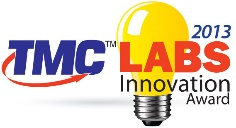 2013
TMC™ LABS
Innovation
Award